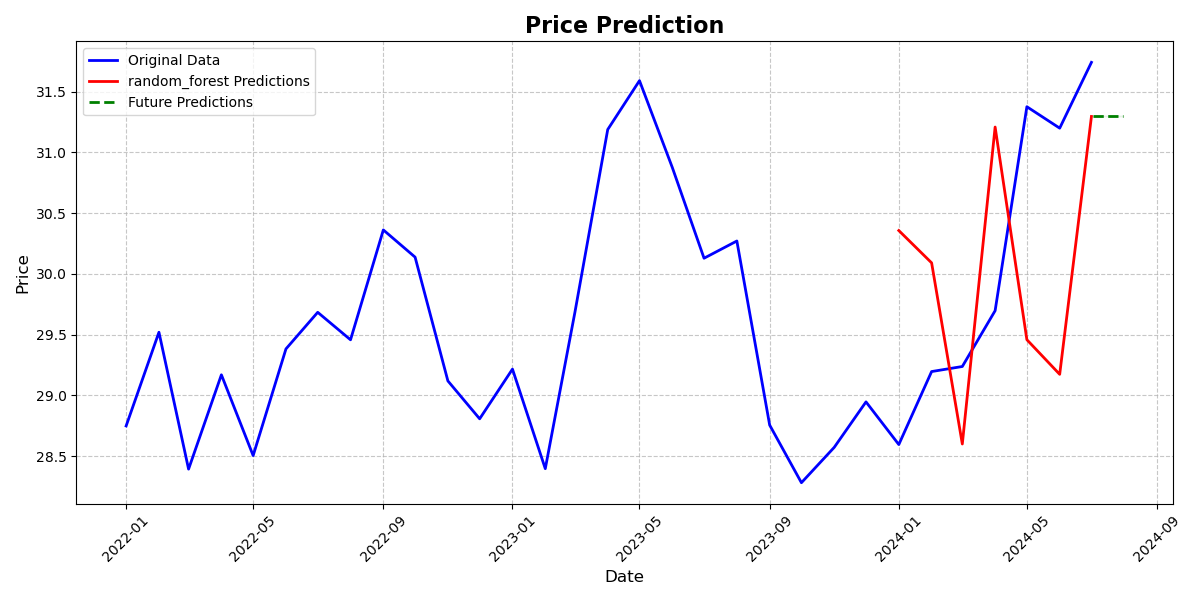 Price Prediction
Original Data
random_forest Predictions
Future Predictions
Price
31.5
31.0
30.5
30.0
29.5
29.0
28.5
2022-01
2022-05
2022-09
2023-01
2023-05
2023-09
2024-01
2024-05
2024-09
Date